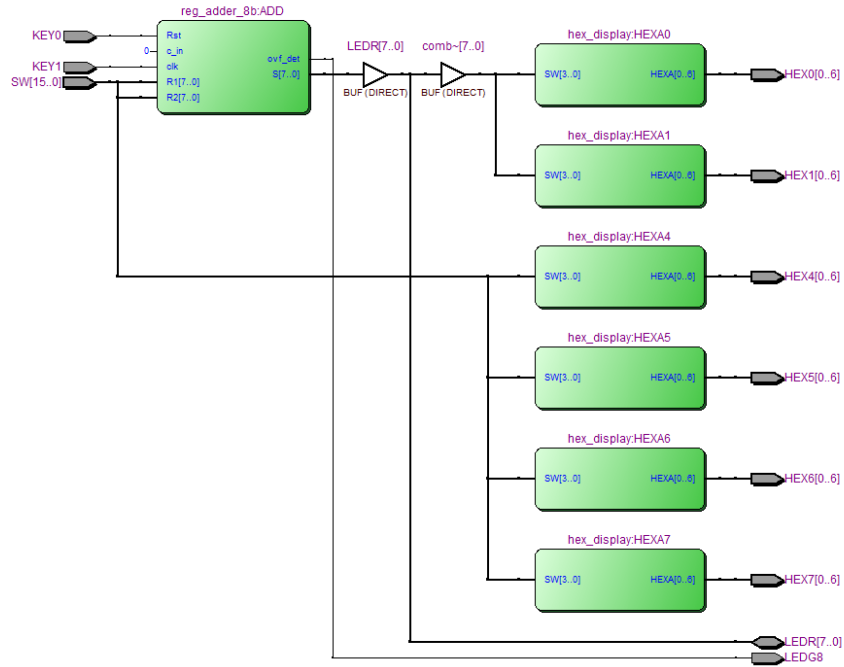 reg_adder_8b:ADD
KEY0
Rst
0
c_in
KEY1
clk
SW[15..0]
R1[7..0]
R2[7..0]
ovf_det
S[7..0]
LEDR[7..0]
BUF (DIRECT)
comb~[7..0]
BUF (DIRECT)
hex_display:HEXA0
SW[3..0]
HEXA[0..6]
HEX0[0..6]
hex_display:HEXA1
SW[3..0]
HEXA[0..6]
HEX1[0..6]
hex_display:HEXA4
SW[3..0]
HEXA[0..6]
HEX4[0..6]
hex_display:HEXA5
SW[3..0]
HEXA[0..6]
HEX5[0..6]
hex_display:HEXA6
SW[3..0]
HEXA[0..6]
HEX6[0..6]
hex_display:HEXA7
SW[3..0]
HEXA[0..6]
HEX7[0..6]
LEDR[7..0]
LEDG8